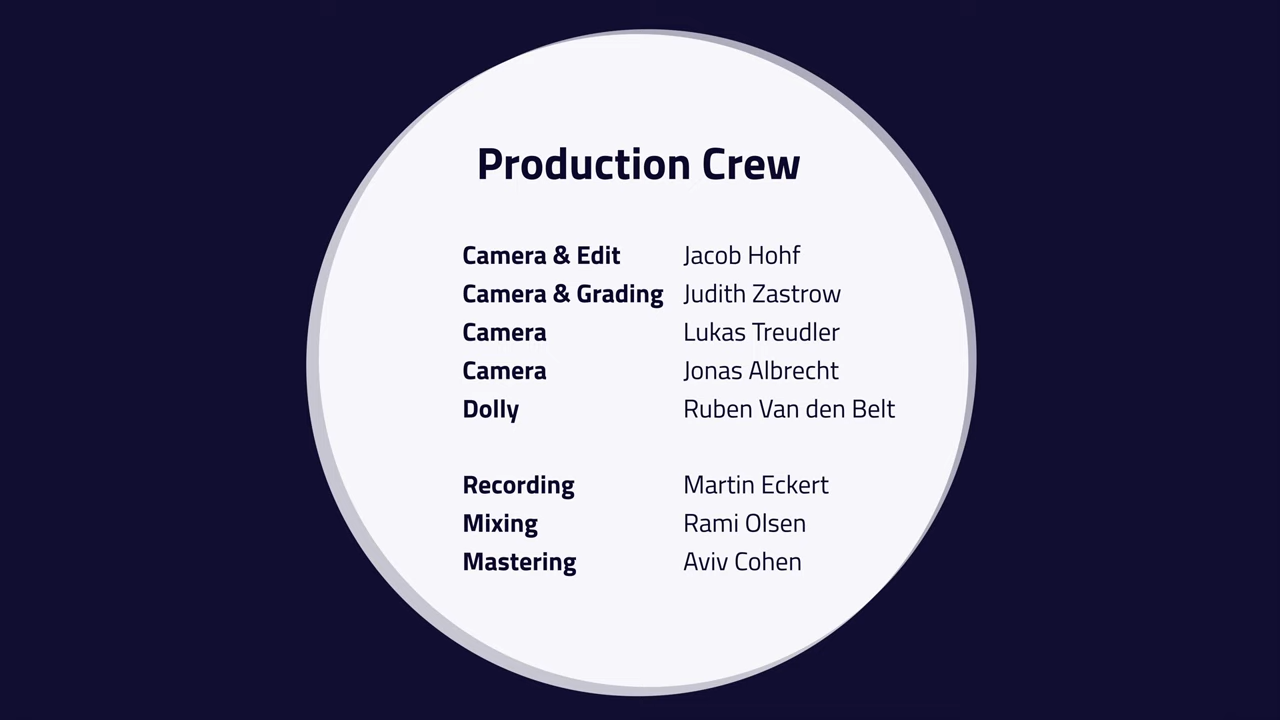 Production Crew
Camera & Edit Jacob Hohf
Camera & Grading Judith Zastrow
Camera Lukas Treudler
Camera Jonas Albrecht
Dolly Ruben Van den Belt
Recording Martin Eckert
Mixing Rami Olsen
Mastering Aviv Cohen